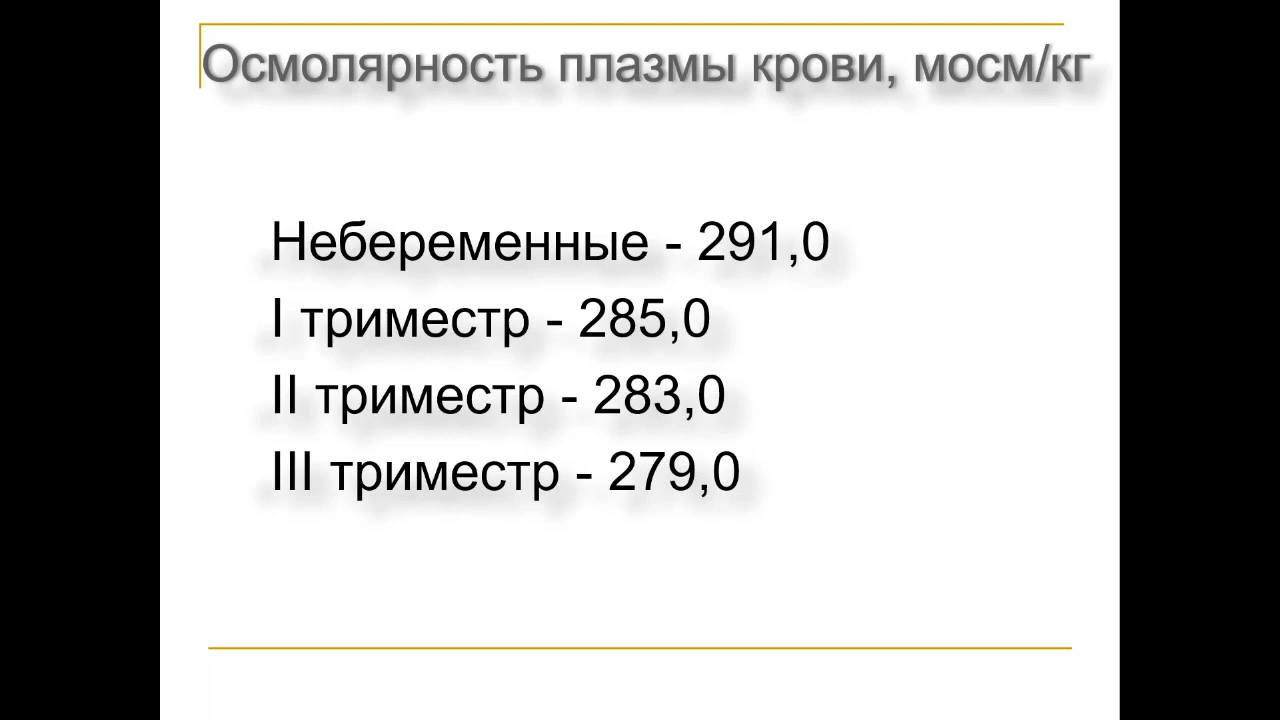 Осмолярность плазмы крови, мосм/кг
Небеременные - 291,0
I триместр - 285,0
II триместр - 283,0
III триместр - 279,0